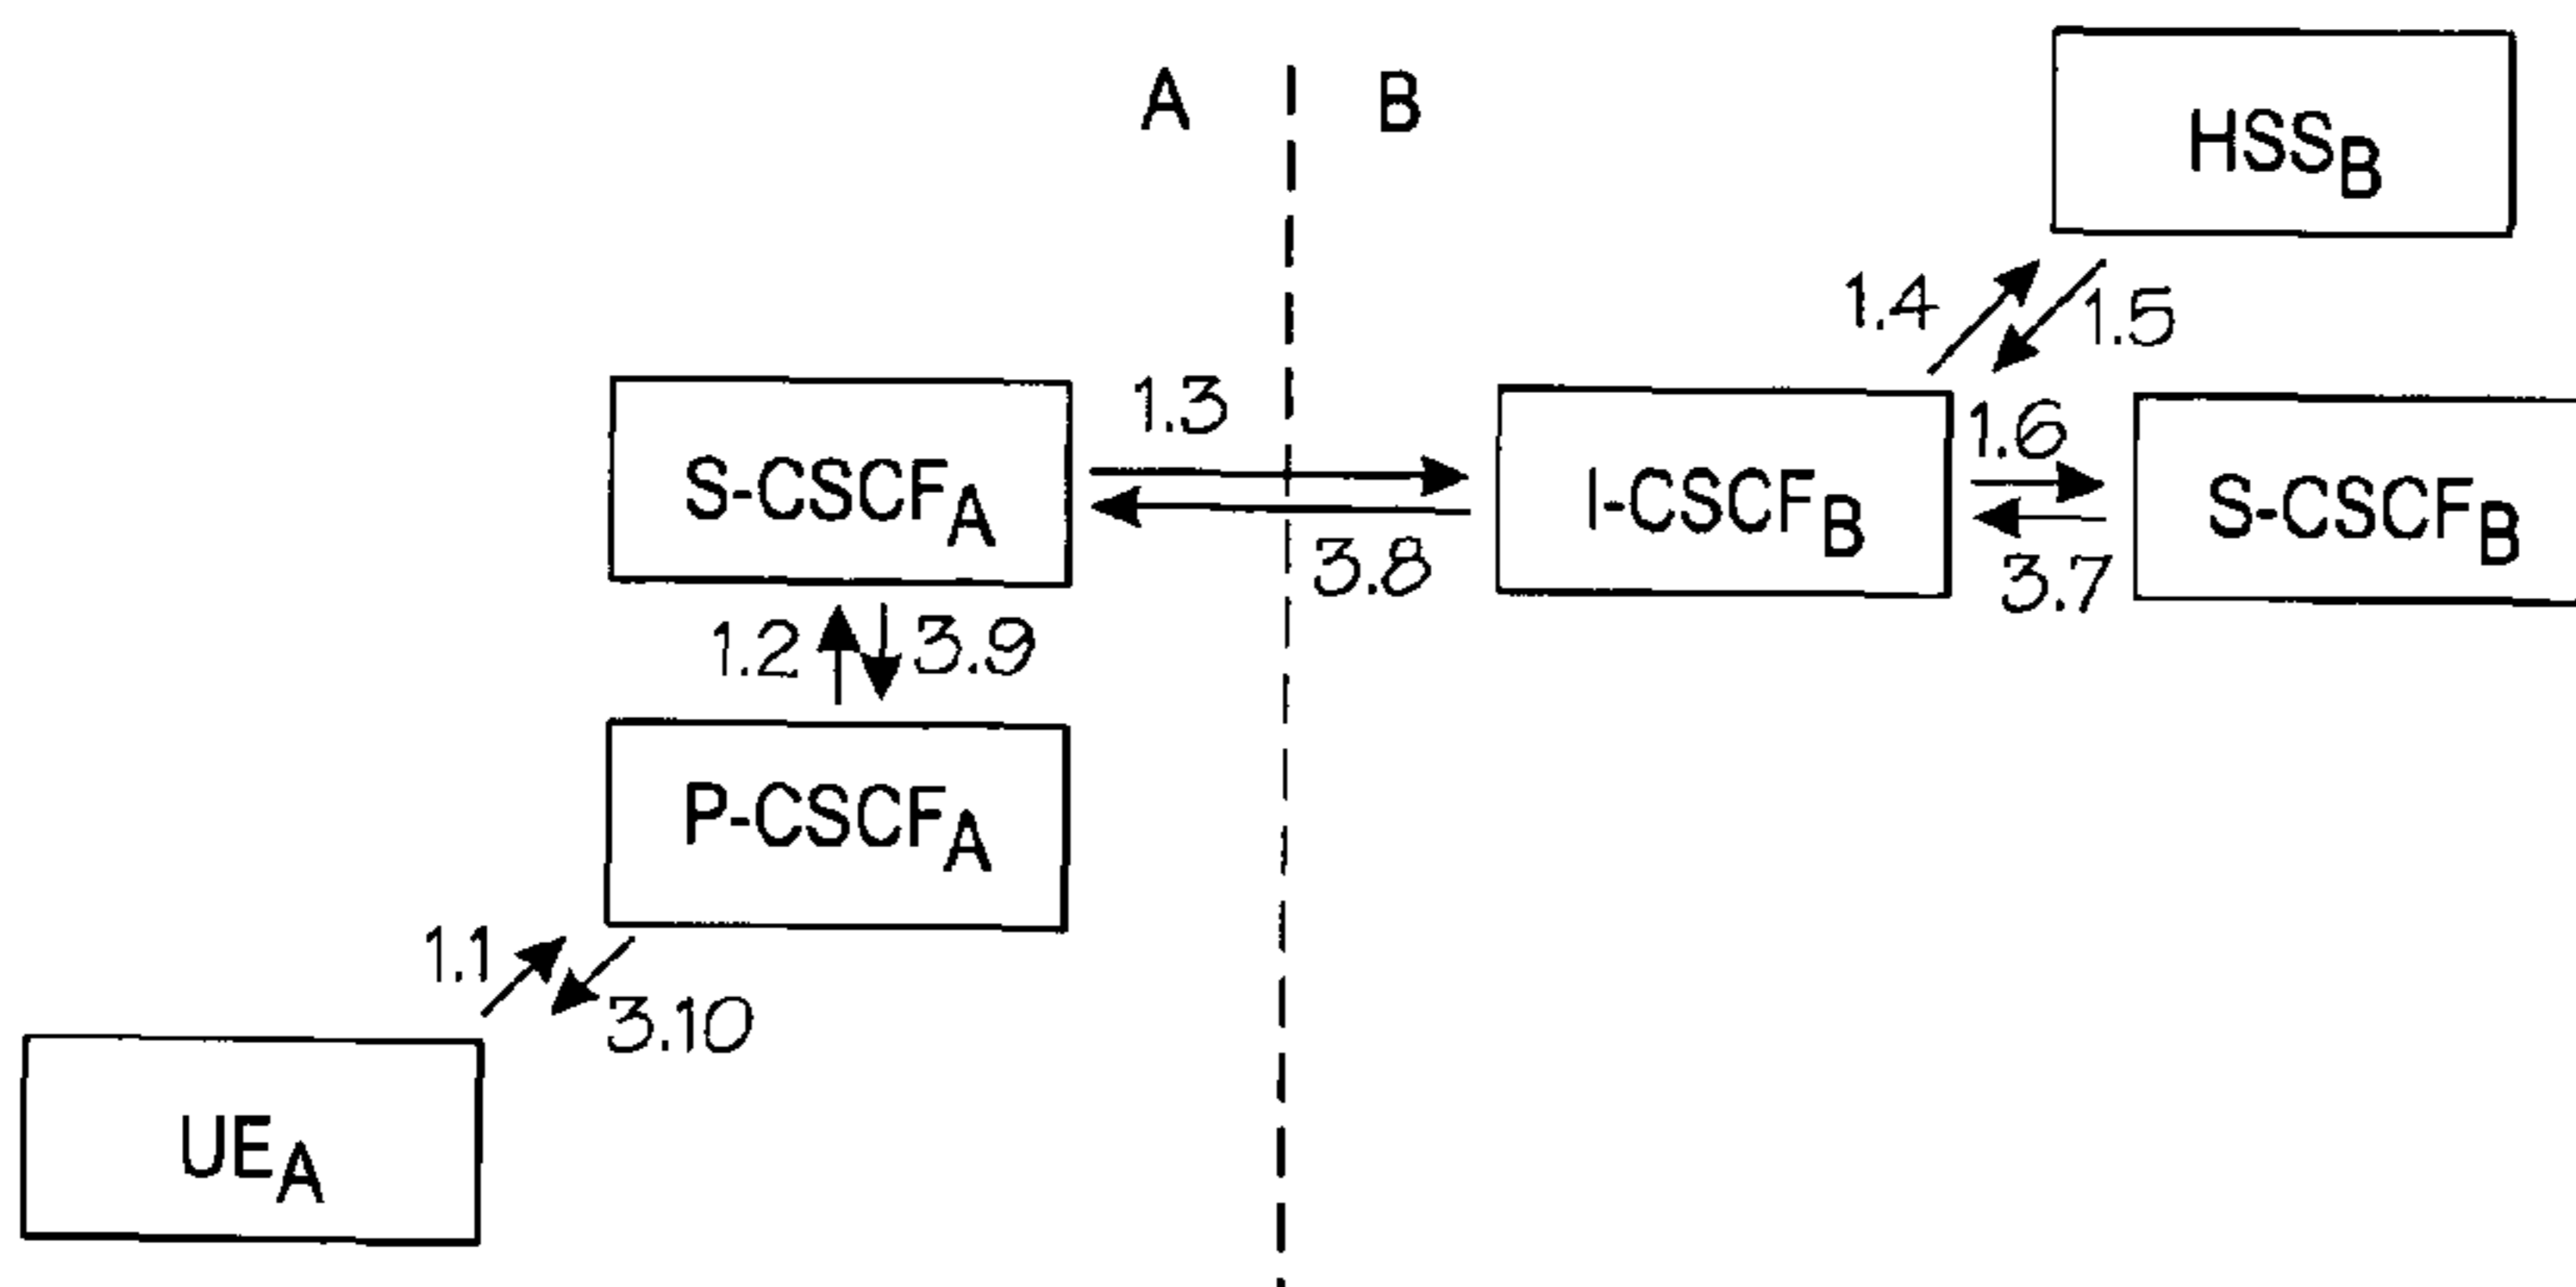 A B
HSSB
1.4 1.5
1.3
1.6
S-CSCFA
I-CSCFB
S-CSCFB
3.8
3.7
1.2 3.9
P-CSCFA
1.1
3.10
UEA